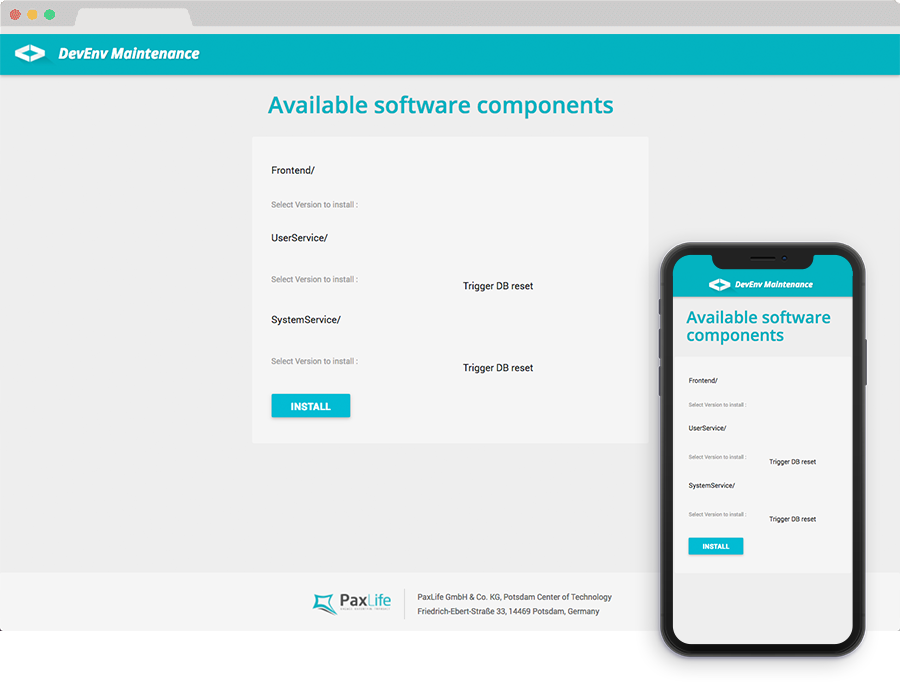 DevEnv Maintenance
Available software components
Frontend/
Select Version to install :
UserService/
Select Version to install :
Trigger DB reset
SystemService/
Select Version to install :
Trigger DB reset
INSTALL
PaxLife
PaxLife GmbH & Co. KG, Potsdam Center of Technology
Friedrich-Ebert-Straße 33, 14469 Potsdam, Germany
DevEnv Maintenance
Available software
components
Frontend/
Select Version to install :
UserService/
Select Version to install :
Trigger DB reset
SystemService/
Select Version to install :
Trigger DB reset
INSTALL